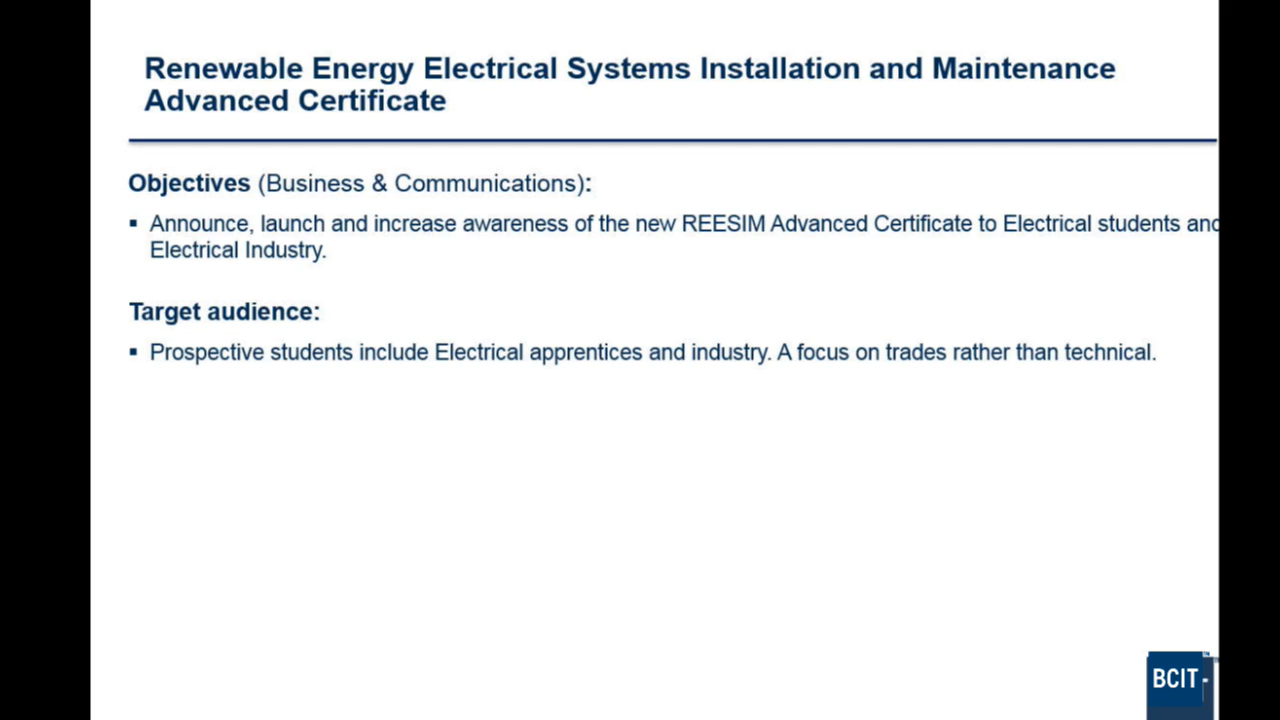 Renewable Energy Electrical Systems Installation and Maintenance
Advanced Certificate
Objectives (Business & Communications):
▪ Announce, launch and increase awareness of the new REESIM Advanced Certificate to Electrical students and
Electrical Industry.
Target audience:
▪ Prospective students include Electrical apprentices and industry. A focus on trades rather than technical.
BCIT